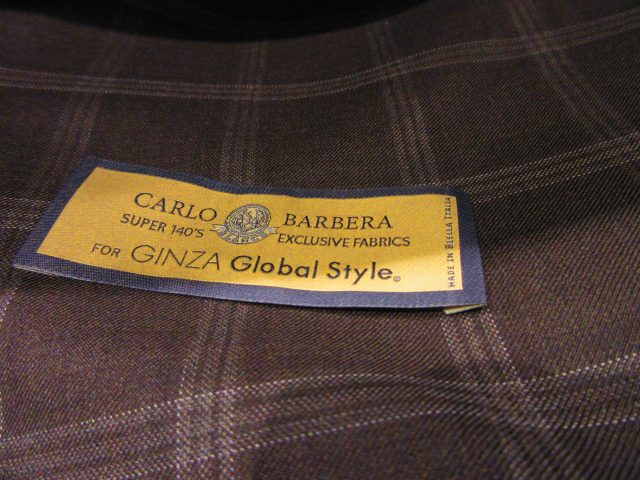 CARLO BARBERA
SUPER 140'S EXCLUSIVE FABRICS
FOR GINZA Global Style
MADE IN BIELLA ITALIA